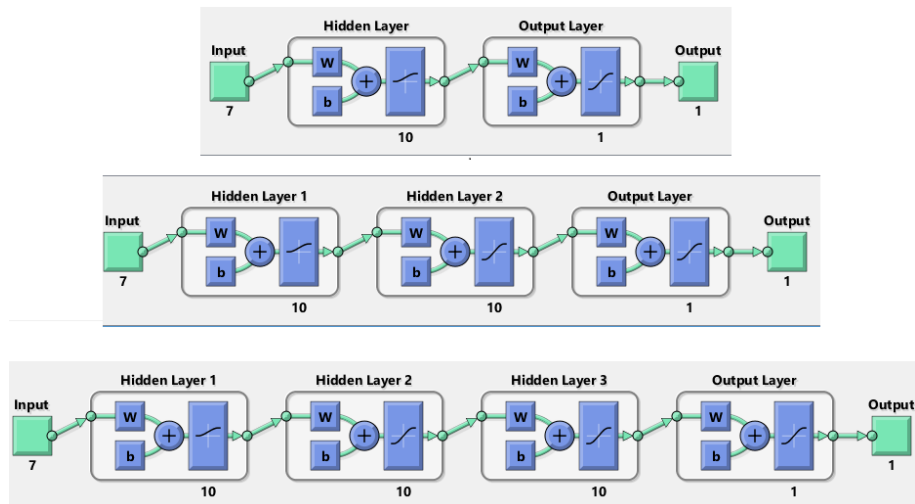 Hidden Layer Output Layer
Input Output
W b + W b +
7 10 1 1
Hidden Layer 1 Hidden Layer 2 Output Layer
Input Output
W b + W b + W b +
7 10 10 1 1
Hidden Layer 1 Hidden Layer 2 Hidden Layer 3 Output Layer
Input Output
W b + W b + W b + W b +
7 10 10 10 1 1